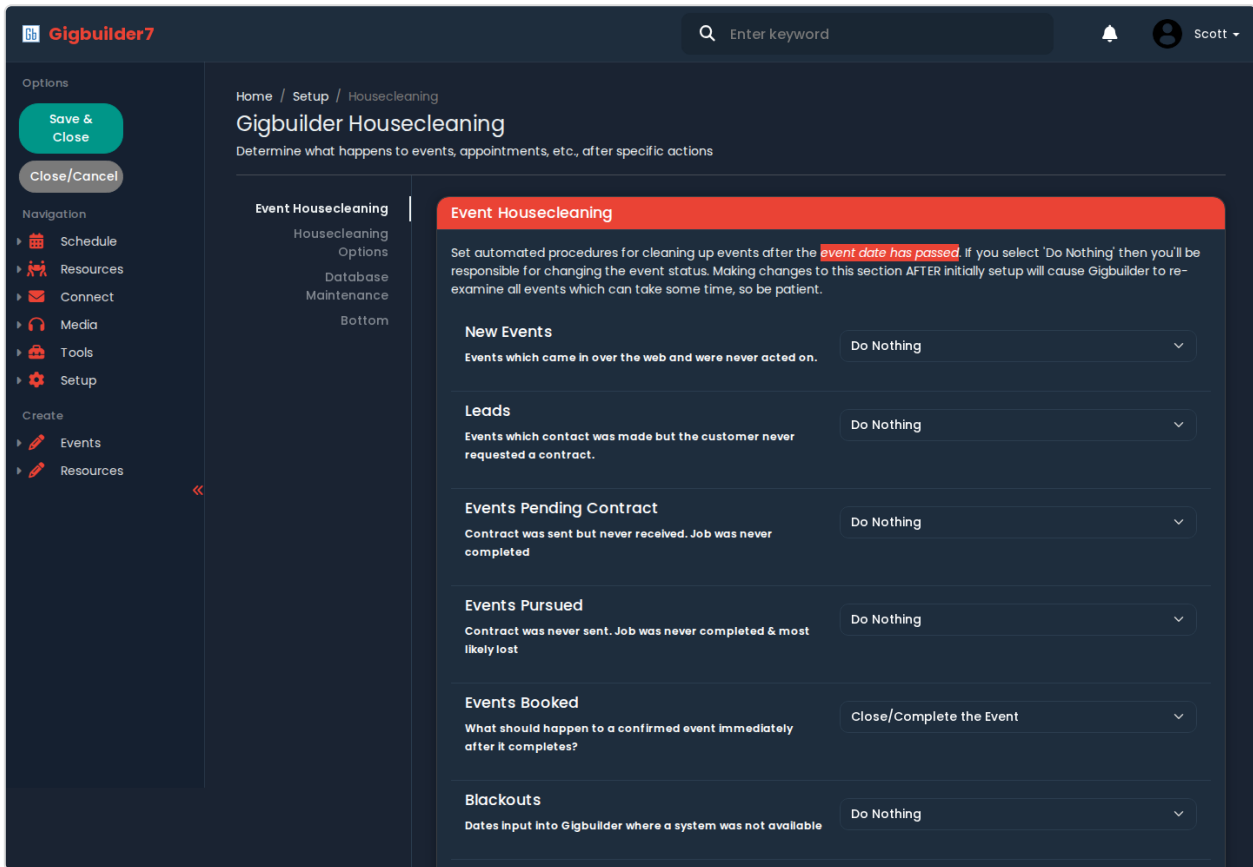 Gb Gigbuilder7
Enter keyword
Scott
Options
Save &
Close
Close/Cancel
Navigation
Schedule
Resources
Connect
Media
Tools
Setup
Create
Events
Resources
Home / Setup / Housecleaning
Gigbuilder Housecleaning
Determine what happens to events, appointments, etc., after specific actions
Event Housecleaning
Housecleaning
Options
Database
Maintenance
Bottom
Event Housecleaning
Set automated procedures for cleaning up events after the event date has passed. If you select 'Do Nothing' then you'll be
responsible for changing the event status. Making changes to this section AFTER initially setup will cause Gigbuilder to re-
examine all events which can take some time, so be patient.
New Events
Events which came in over the web and were never acted on.
Do Nothing
Leads
Events which contact was made but the customer never
requested a contract.
Do Nothing
Events Pending Contract
Contract was sent but never received. Job was never
completed
Do Nothing
Events Pursued
Contract was never sent. Job was never completed & most
likely lost
Do Nothing
Events Booked
What should happen to a confirmed event immediately
after it completes?
Close/Complete the Event
Blackouts
Dates input into Gigbuilder where a system was not available
Do Nothing